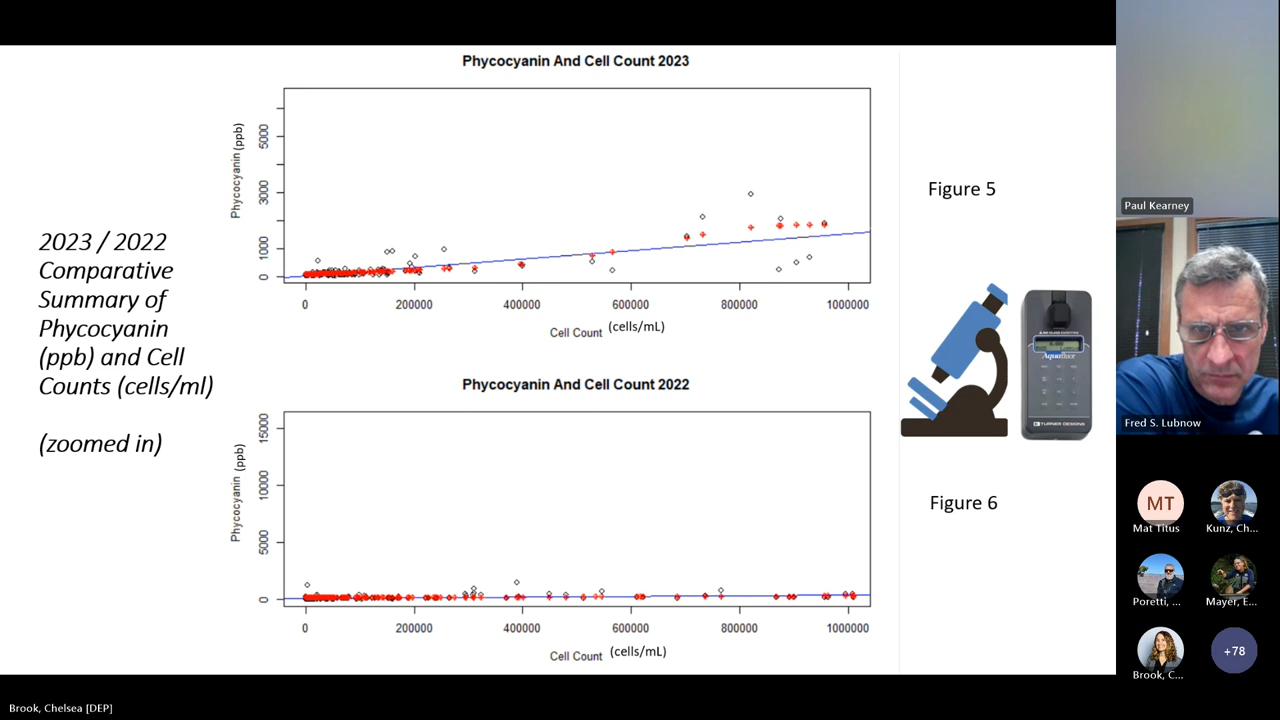 Phycocyanin And Cell Count 2023
Phycocyanin (ppb)
5000
3000
1000
0
0 200000 400000 600000 800000 1000000
Cell Count (cells/mL)
Figure 5
2023 / 2022
Comparative
Summary of
Phycocyanin
(ppb) and Cell
Counts (cells/ml)
(zoomed in)
Phycocyanin And Cell Count 2022
Phycocyanin (ppb)
15000
10000
5000
0
0 200000 400000 600000 800000 1000000
Cell Count (cells/mL)
Figure 6
TURNER DESIGNS
Paul Kearney
Fred S. Lubnow
MT
Mat Titus
Kunz, Ch...
Poretti, ...
Mayer, E...
Brook, C...
+78
Brook, Chelsea [DEP]